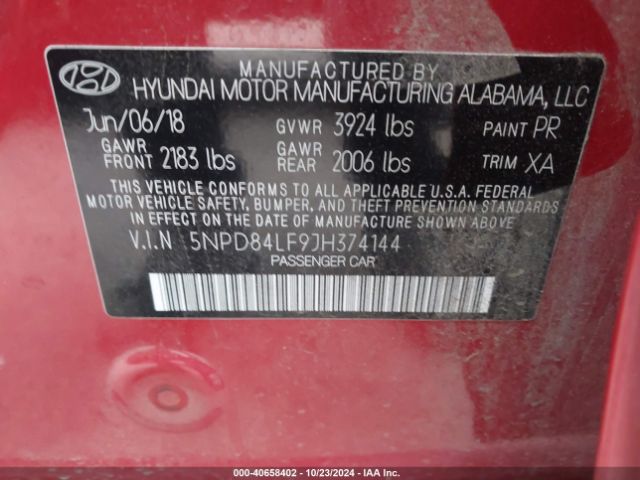 MANUFACTURED BY
HYUNDAI MOTOR MANUFACTURING ALABAMA, LLC
Jun/06/18 GVWR 3924 lbs PAINT PR
GAWR FRONT 2183 lbs GAWR REAR 2006 lbs TRIM XA
THIS VEHICLE CONFORMS TO ALL APPLICABLE U.S.A. FEDERAL
MOTOR VEHICLE SAFETY, BUMPER, AND THEFT PREVENTION STANDARDS
IN EFFECT ON THE DATE OF MANUFACTURE SHOWN ABOVE
V.I.N 5NPD84LF9JH374144
PASSENGER CAR
000-40658402 - 10/23/2024 - IAA Inc.